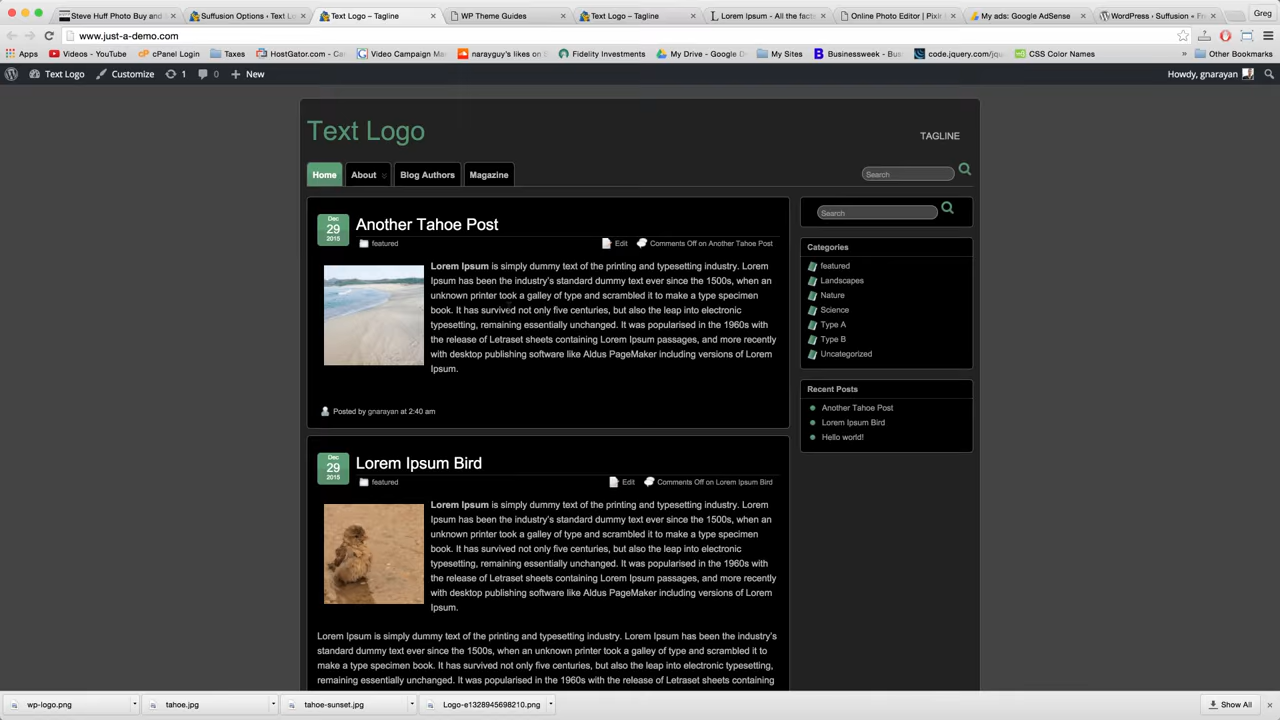 Steve Huff Photo Buy and
Suffusion Options ‹ Text Lo
Text Logo – Tagline
WP Theme Guides
Text Logo – Tagline
Lorem Ipsum - All the facts
Online Photo Editor | Pixlr
My ads: Google AdSense
WordPress › Suffusion « Fr
Greg
www.just-a-demo.com
Apps
Videos - YouTube
cPanel Login
Taxes
HostGator.com - Ca
Video Campaign Ma
narayguy's likes on
Fidelity Investments
My Drive - Google D
My Sites
Businessweek - Bus
code.jquery.com/jqu
CSS Color Names
»
Other Bookmarks
Text Logo
Customize
1
0
New
Howdy, gnarayan
Text Logo
TAGLINE
Home
About
Blog Authors
Magazine
Search
Dec
29
2015
Another Tahoe Post
featured
Edit
Comments Off on Another Tahoe Post
Lorem Ipsum is simply dummy text of the printing and typesetting industry. Lorem
Ipsum has been the industry's standard dummy text ever since the 1500s, when an
unknown printer took a galley of type and scrambled it to make a type specimen
book. It has survived not only five centuries, but also the leap into electronic
typesetting, remaining essentially unchanged. It was popularised in the 1960s with
the release of Letraset sheets containing Lorem Ipsum passages, and more recently
with desktop publishing software like Aldus PageMaker including versions of Lorem
Ipsum.
Posted by gnarayan at 2:40 am
Dec
29
2015
Lorem Ipsum Bird
featured
Edit
Comments Off on Lorem Ipsum Bird
Lorem Ipsum is simply dummy text of the printing and typesetting industry. Lorem
Ipsum has been the industry's standard dummy text ever since the 1500s, when an
unknown printer took a galley of type and scrambled it to make a type specimen
book. It has survived not only five centuries, but also the leap into electronic
typesetting, remaining essentially unchanged. It was popularised in the 1960s with
the release of Letraset sheets containing Lorem Ipsum passages, and more recently
with desktop publishing software like Aldus PageMaker including versions of Lorem
Ipsum.
Lorem Ipsum is simply dummy text of the printing and typesetting industry. Lorem Ipsum has been the industry's
standard dummy text ever since the 1500s, when an unknown printer took a galley of type and scrambled it to
make a type specimen book. It has survived not only five centuries, but also the leap into electronic typesetting,
remaining essentially unchanged. It was popularised in the 1960s with the release of Letraset sheets containing
Search
Categories
featured
Landscapes
Nature
Science
Type A
Type B
Uncategorized
Recent Posts
Another Tahoe Post
Lorem Ipsum Bird
Hello world!
wp-logo.png
tahoe.jpg
tahoe-sunset.jpg
Logo-e1328945698210.png
Show All